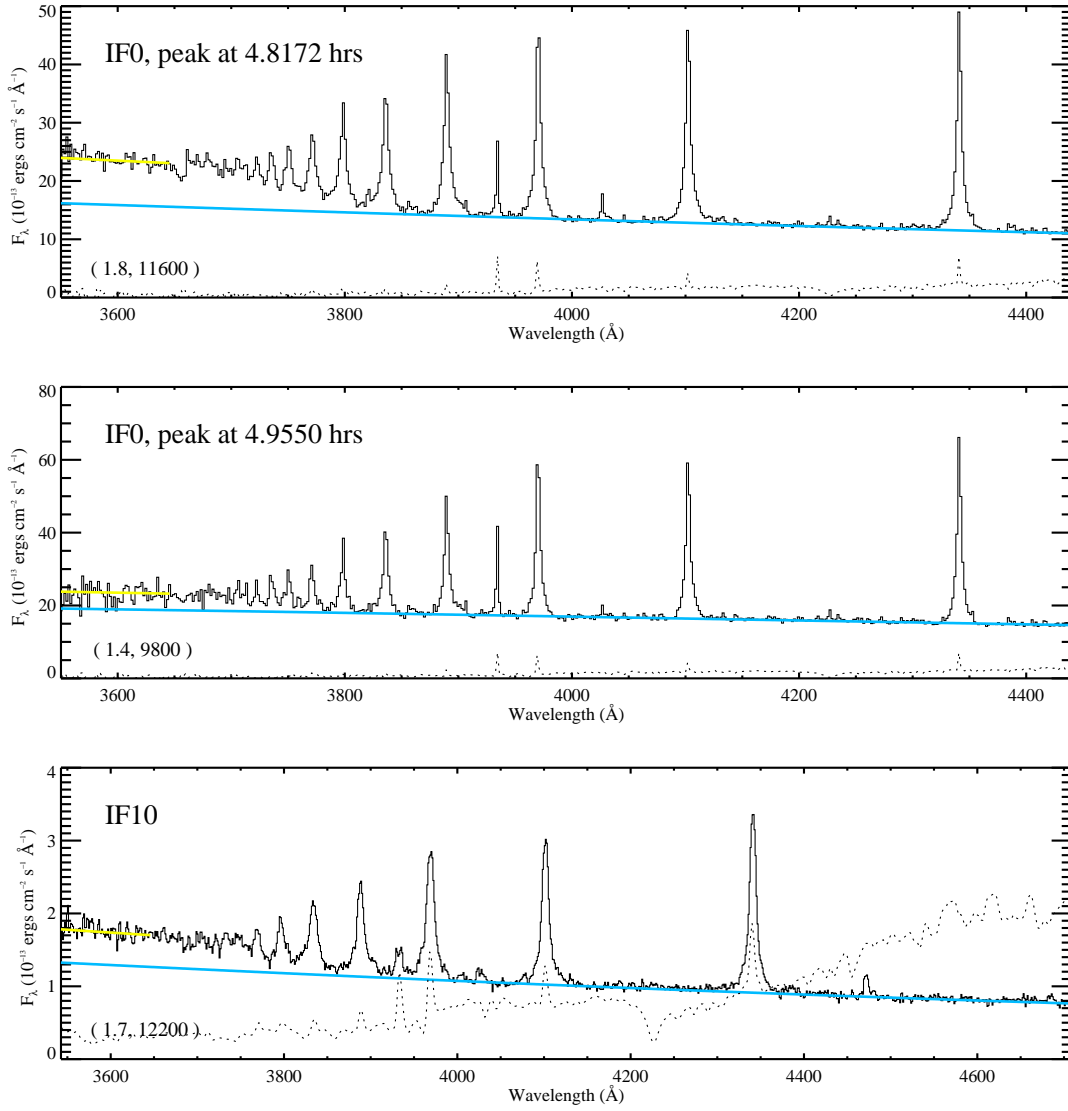 50
40
30
20
10
0
F_λ (10⁻¹³ ergs cm⁻² s⁻¹ Å⁻¹)
IF0, peak at 4.8172 hrs
( 1.8, 11600 )
3600 3800 4000 4200 4400
Wavelength (Å)
80
60
40
20
0
F_λ (10⁻¹³ ergs cm⁻² s⁻¹ Å⁻¹)
IF0, peak at 4.9550 hrs
( 1.4, 9800 )
3600 3800 4000 4200 4400
Wavelength (Å)
4
3
2
1
0
F_λ (10⁻¹³ ergs cm⁻² s⁻¹ Å⁻¹)
IF10
( 1.7, 12200 )
3600 3800 4000 4200 4400 4600
Wavelength (Å)